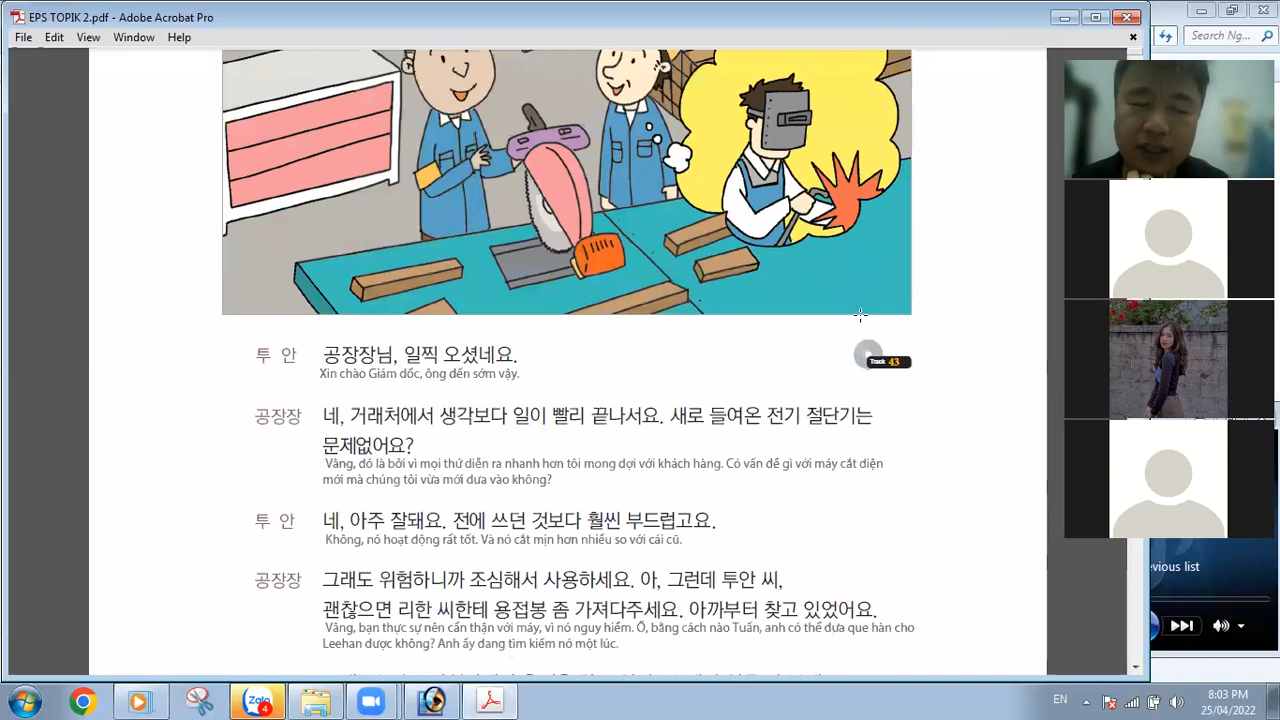 EPS TOPIK 2.pdf - Adobe Acrobat Pro
File Edit View Window Help
Search Ng...
투 안 공장장님, 일찍 오셨네요.
Xin chào Giám đốc, ông đến sớm vậy.
Track 43
공장장 네, 거래처에서 생각보다 일이 빨리 끝나서요. 새로 들여온 전기 절단기는
문제없어요?
Vâng, đó là bởi vì mọi thứ diễn ra nhanh hơn tôi mong đợi với khách hàng. Có vấn đề gì với máy cắt điện
mới mà chúng tôi vừa mới đưa vào không?
투 안 네, 아주 잘돼요. 전에 쓰던 것보다 훨씬 부드럽고요.
Không, nó hoạt động rất tốt. Và nó cắt mịn hơn nhiều so với cái cũ.
공장장 그래도 위험하니까 조심해서 사용하세요. 아, 그런데 투안 씨,
괜찮으면 리한 씨한테 용접봉 좀 가져다주세요. 아까부터 찾고 있었어요.
Vâng, bạn thực sự nên cẩn thận với máy, vì nó nguy hiểm. Ồ, bằng cách nào Tuấn, anh có thể đưa que hàn cho
Leehan được không? Anh ấy đang tìm kiếm nó một lúc.
evious list
Zalo
4
EN
8:03 PM
25/04/2022